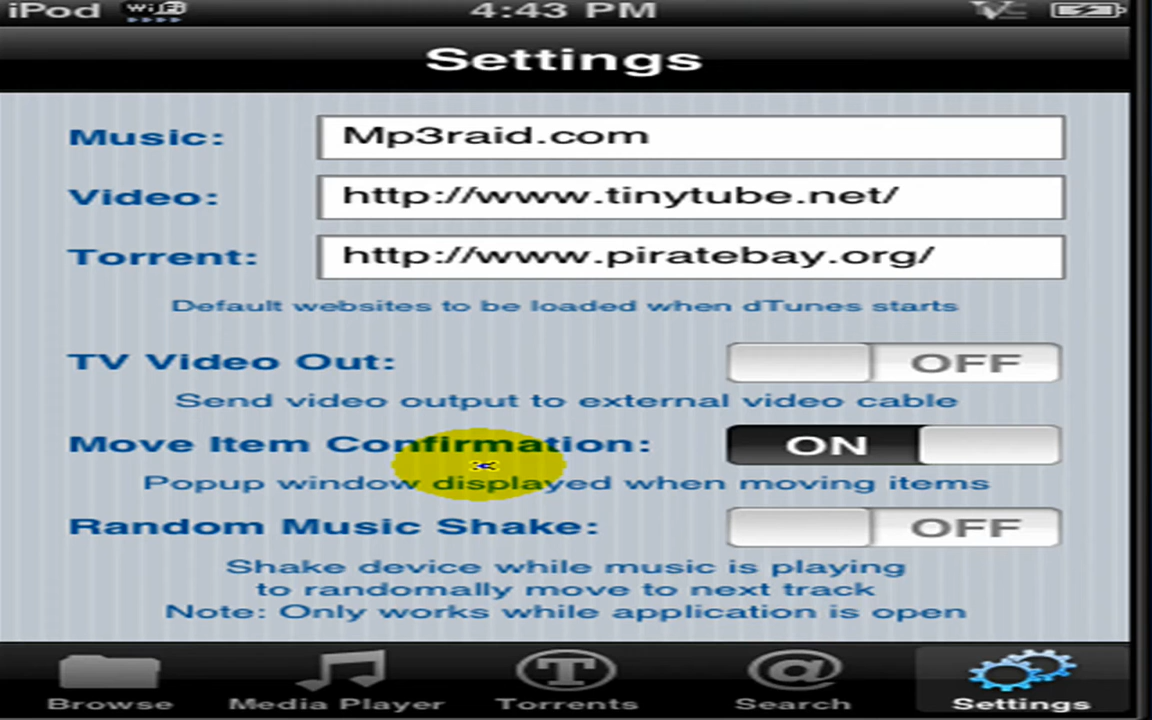 iPod WiFi 4:43 PM
Settings
Music: Mp3raid.com
Video: http://www.tinytube.net/
Torrent: http://www.piratebay.org/
Default websites to be loaded when dTunes starts
TV Video Out: OFF
Send video output to external video cable
Move Item Confirmation: ON
Popup window displayed when moving items
Random Music Shake: OFF
Shake device while music is playing
to randomally move to next track
Note: Only works while application is open
Browse Media Player Torrents Search Settings